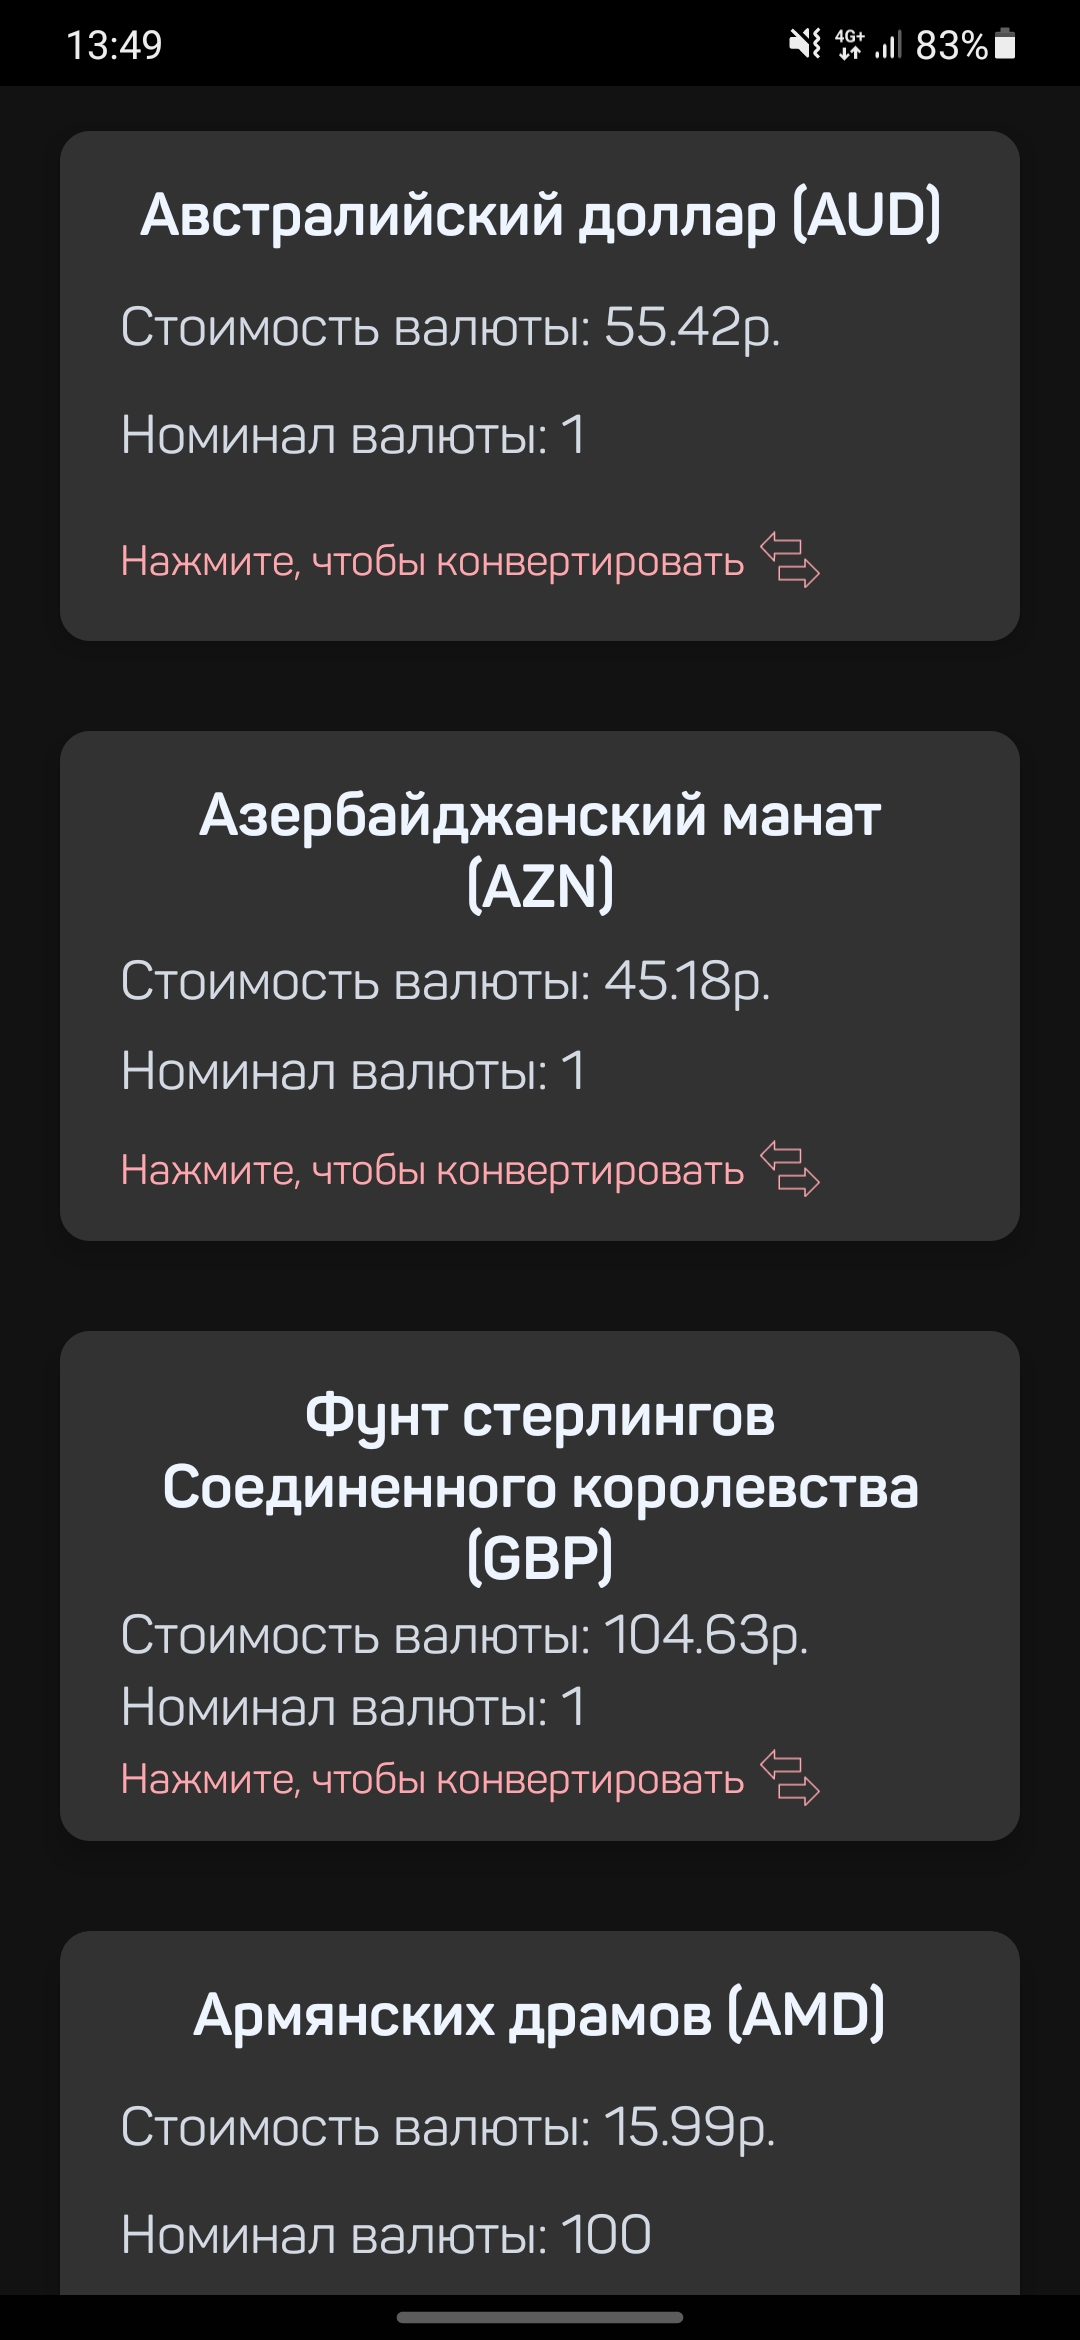 13:49
4G+
83%
Австралийский доллар (AUD)
Стоимость валюты: 55.42р.
Номинал валюты: 1
Нажмите, чтобы конвертировать
Азербайджанский манат
(AZN)
Стоимость валюты: 45.18р.
Номинал валюты: 1
Нажмите, чтобы конвертировать
Фунт стерлингов
Соединенного королевства
(GBP)
Стоимость валюты: 104.63р.
Номинал валюты: 1
Нажмите, чтобы конвертировать
Армянских драмов (AMD)
Стоимость валюты: 15.99р.
Номинал валюты: 100